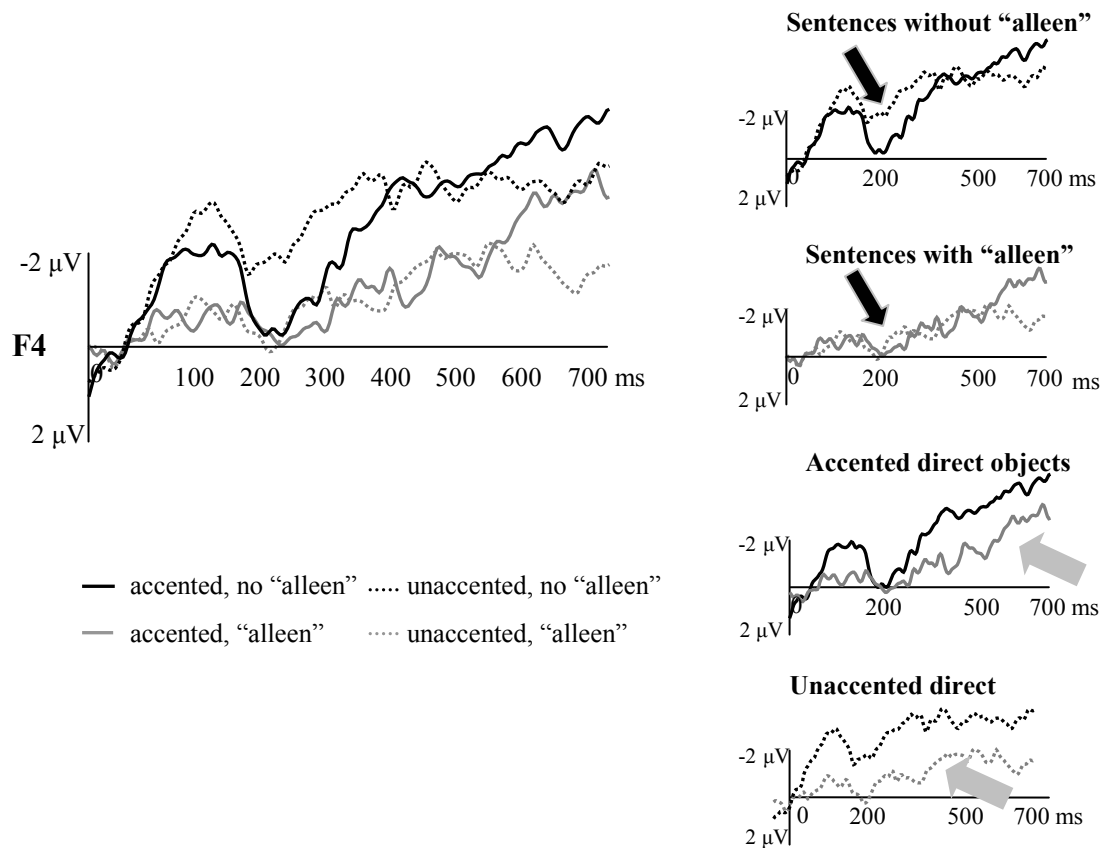 -2 μV
F4
0 100 200 300 400 500 600 700 ms
2 μV
accented, no “alleen”
unaccented, no “alleen”
accented, “alleen”
unaccented, “alleen”
Sentences without “alleen”
-2 μV
0 200 500 700 ms
2 μV
Sentences with “alleen”
-2 μV
0 200 500 700 ms
2 μV
Accented direct objects
-2 μV
0 200 500 700 ms
2 μV
Unaccented direct
-2 μV
0 200 500 700 ms
2 μV